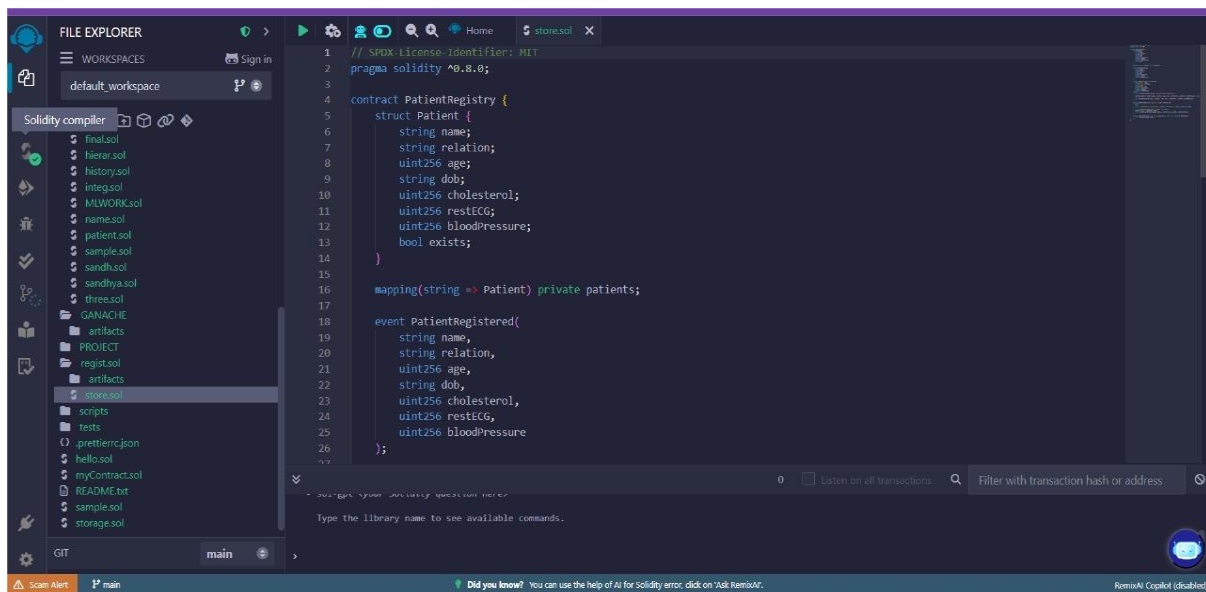 FILE EXPLORER
WORKSPACES
Sign in
default_workspace
Solidity compiler
final.sol
hierar.sol
history.sol
integ.sol
MLWORK.sol
name.sol
patient.sol
sample.sol
sandh.sol
sandhya.sol
three.sol
GANACHE
artifacts
PROJECT
regist.sol
artifacts
store.sol
scripts
tests
.prettierrc.json
hello.sol
myContract.sol
README.txt
sample.sol
storage.sol
GIT
main
Home
store.sol
1 // SPDX-License-Identifier: MIT
2 pragma solidity ^0.8.0;
3
4 contract PatientRegistry {
5 struct Patient {
6 string name;
7 string relation;
8 uint256 age;
9 string dob;
10 uint256 cholesterol;
11 uint256 restECG;
12 uint256 bloodPressure;
13 bool exists;
14 }
15
16 mapping(string => Patient) private patients;
17
18 event PatientRegistered(
19 string name,
20 string relation,
21 uint256 age,
22 string dob,
23 uint256 cholesterol,
24 uint256 restECG,
25 uint256 bloodPressure
26 );
27
0
Listen on all transactions
Filter with transaction hash or address
Type the library name to see available commands.
>
Scam Alert
main
Did you know? You can use the help of AI for Solidity error, click on 'Ask RemixAI'.
RemixAI Copilot (disabled)